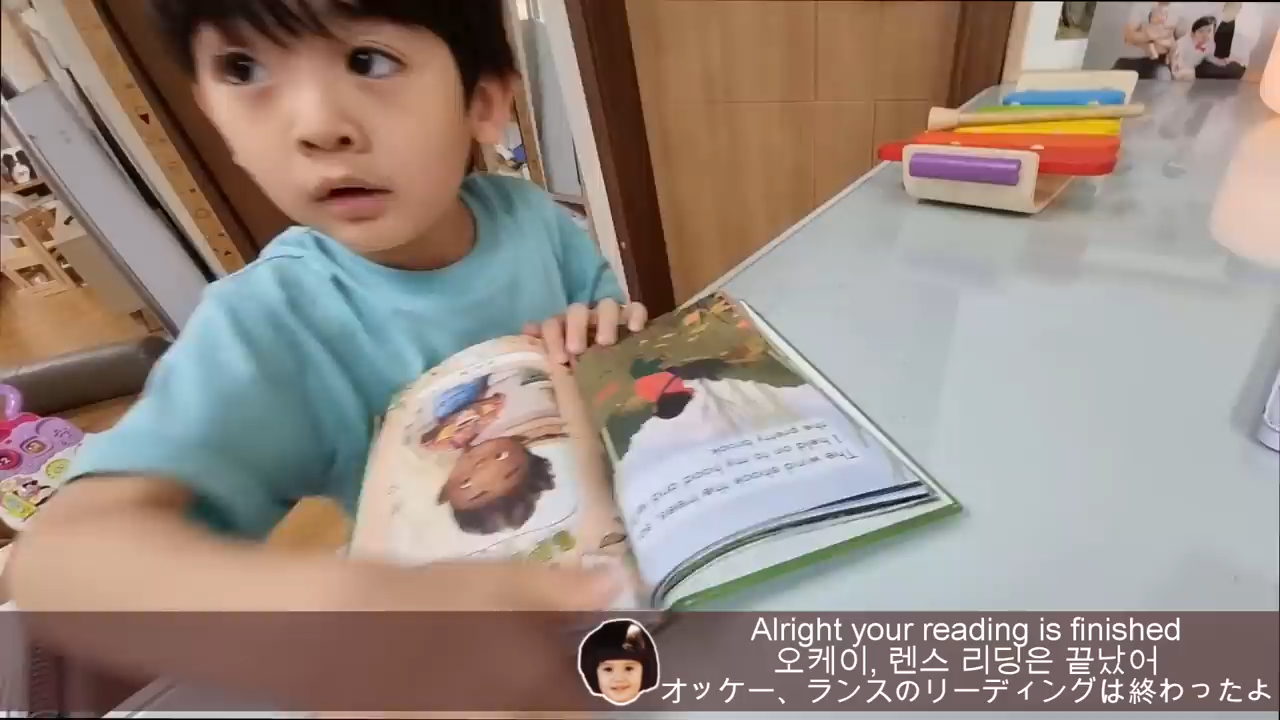 The wind shook the trees, so
I held on to my hood and
the pretty brook.
Alright your reading is finished
오케이, 렌스 리딩은 끝났어
オッケー、ランスのリーディングは終わったよ